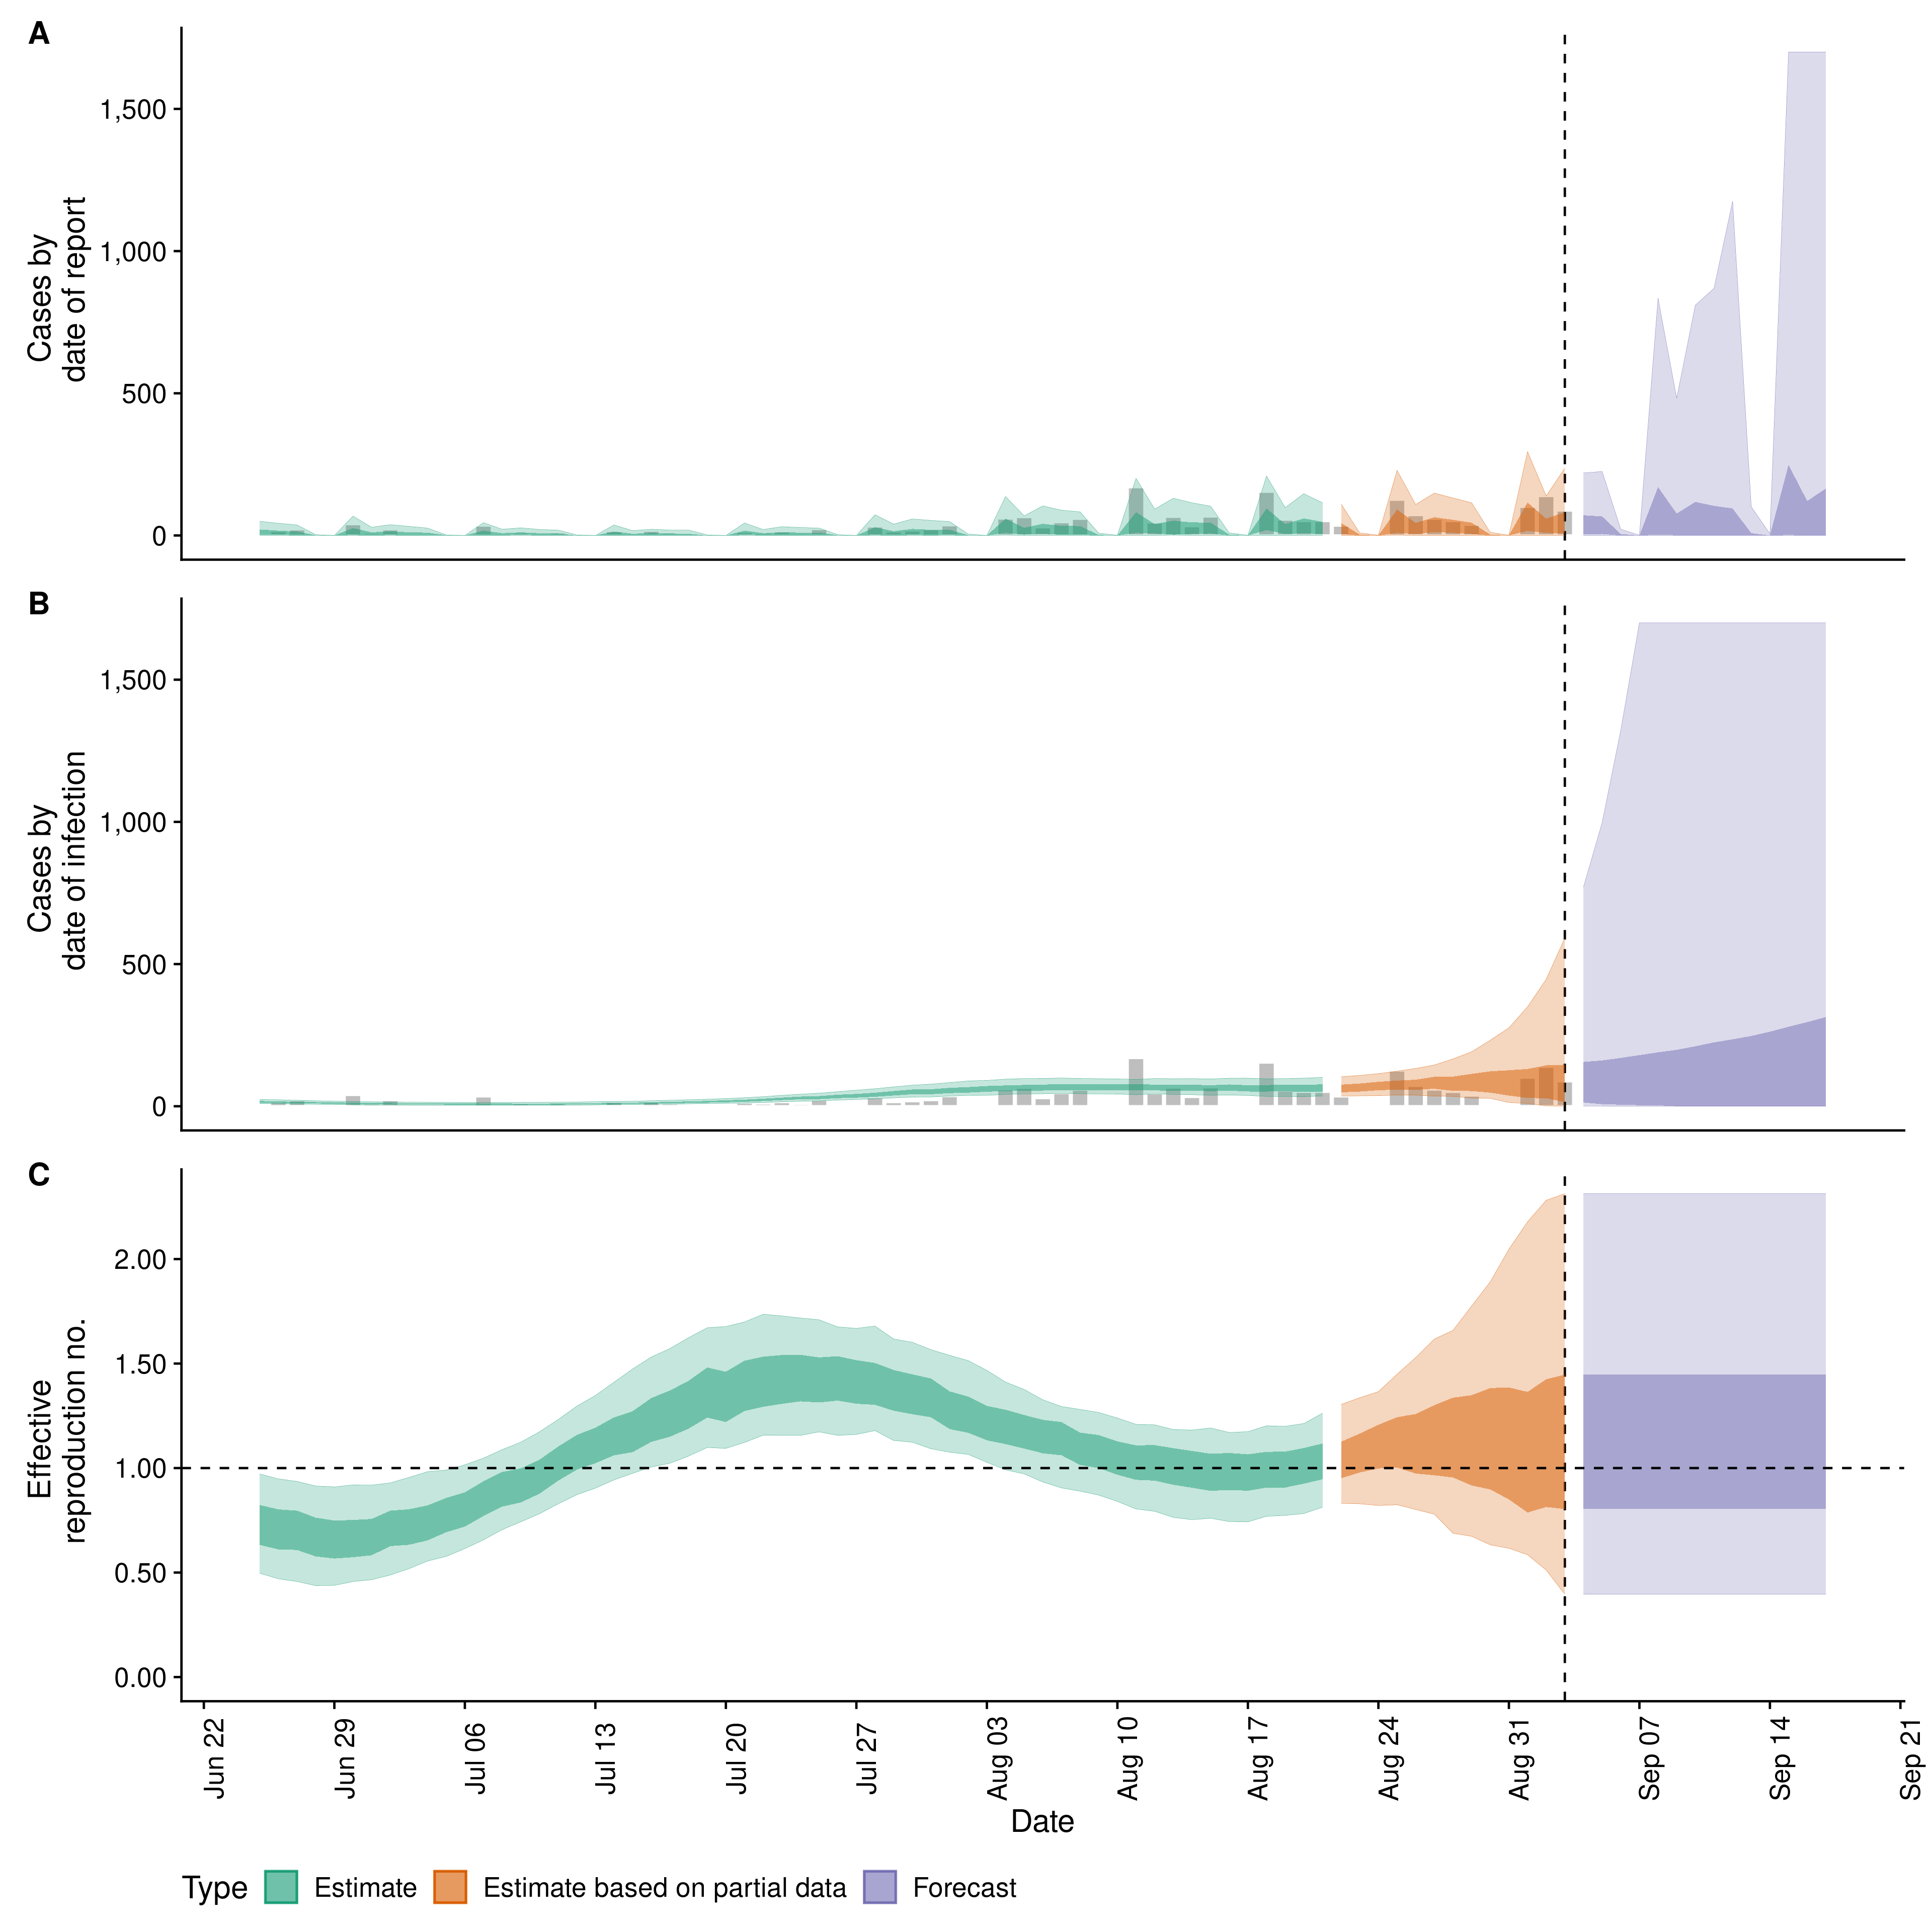 A
Cases by
date of report
1,500
1,000
500
0
B
Cases by
date of infection
1,500
1,000
500
0
C
Effective
reproduction no.
2.00
1.50
1.00
0.50
0.00
Jun 22
Jun 29
Jul 06
Jul 13
Jul 20
Jul 27
Aug 03
Aug 10
Aug 17
Aug 24
Aug 31
Sep 07
Sep 14
Sep 21
Date
Type Estimate Estimate based on partial data Forecast